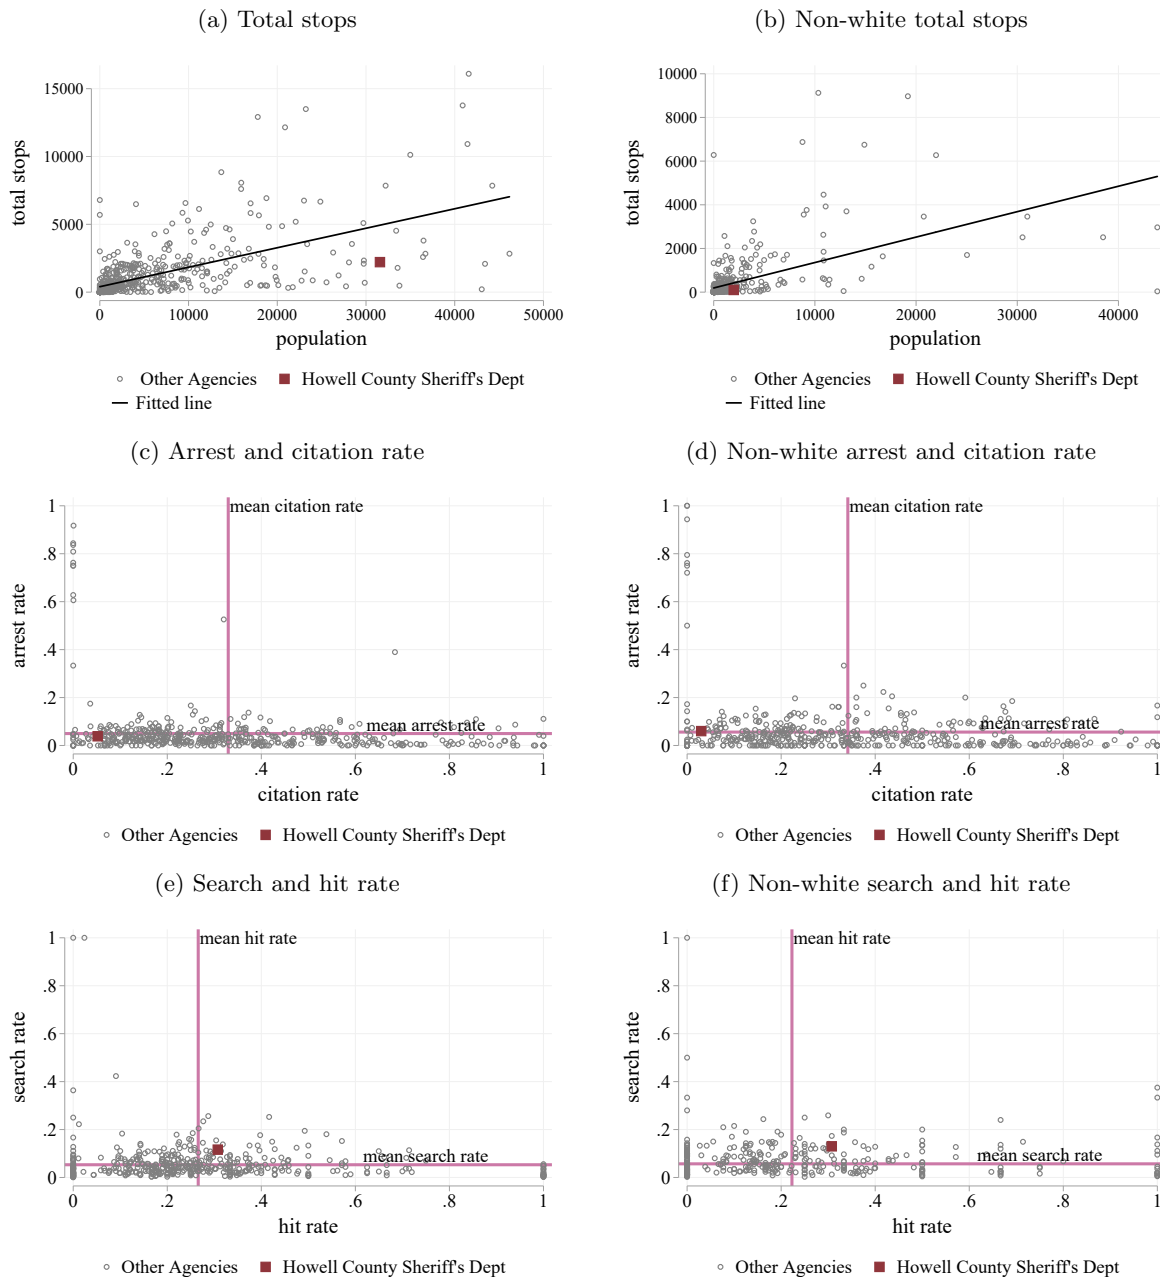 (a) Total stops
(b) Non-white total stops
total stops
15000
10000
5000
0
0 10000 20000 30000 40000 50000
population
Other Agencies Howell County Sheriff's Dept
Fitted line
total stops
10000
8000
6000
4000
2000
0
0 10000 20000 30000 40000
population
Other Agencies Howell County Sheriff's Dept
Fitted line
(c) Arrest and citation rate
(d) Non-white arrest and citation rate
arrest rate
1
.8
.6
.4
.2
0
mean citation rate
mean arrest rate
0 .2 .4 .6 .8 1
citation rate
Other Agencies Howell County Sheriff's Dept
arrest rate
1
.8
.6
.4
.2
0
mean citation rate
mean arrest rate
0 .2 .4 .6 .8 1
citation rate
Other Agencies Howell County Sheriff's Dept
(e) Search and hit rate
(f) Non-white search and hit rate
search rate
1
.8
.6
.4
.2
0
mean hit rate
mean search rate
0 .2 .4 .6 .8 1
hit rate
Other Agencies Howell County Sheriff's Dept
search rate
1
.8
.6
.4
.2
0
mean hit rate
mean search rate
0 .2 .4 .6 .8 1
hit rate
Other Agencies Howell County Sheriff's Dept